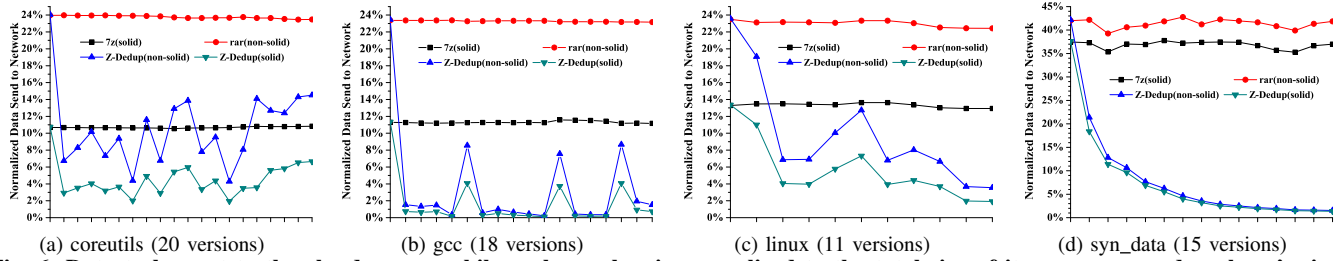 Normalized Data Send to Network
24%
22%
20%
18%
16%
14%
12%
10%
8%
6%
4%
2%
0%
7z(solid)
rar(non-solid)
Z-Dedup(non-solid)
Z-Dedup(solid)
(a) coreutils (20 versions)
Normalized Data Send to Network
24%
22%
20%
18%
16%
14%
12%
10%
8%
6%
4%
2%
0%
7z(solid)
rar(non-solid)
Z-Dedup(non-solid)
Z-Dedup(solid)
(b) gcc (18 versions)
Normalized Data Send to Network
24%
22%
20%
18%
16%
14%
12%
10%
8%
6%
4%
2%
0%
7z(solid)
rar(non-solid)
Z-Dedup(non-solid)
Z-Dedup(solid)
(c) linux (11 versions)
Normalized Data Send to Network
45%
40%
35%
30%
25%
20%
15%
10%
5%
0%
7z(solid)
rar(non-solid)
Z-Dedup(non-solid)
Z-Dedup(solid)
(d) syn_data (15 versions)